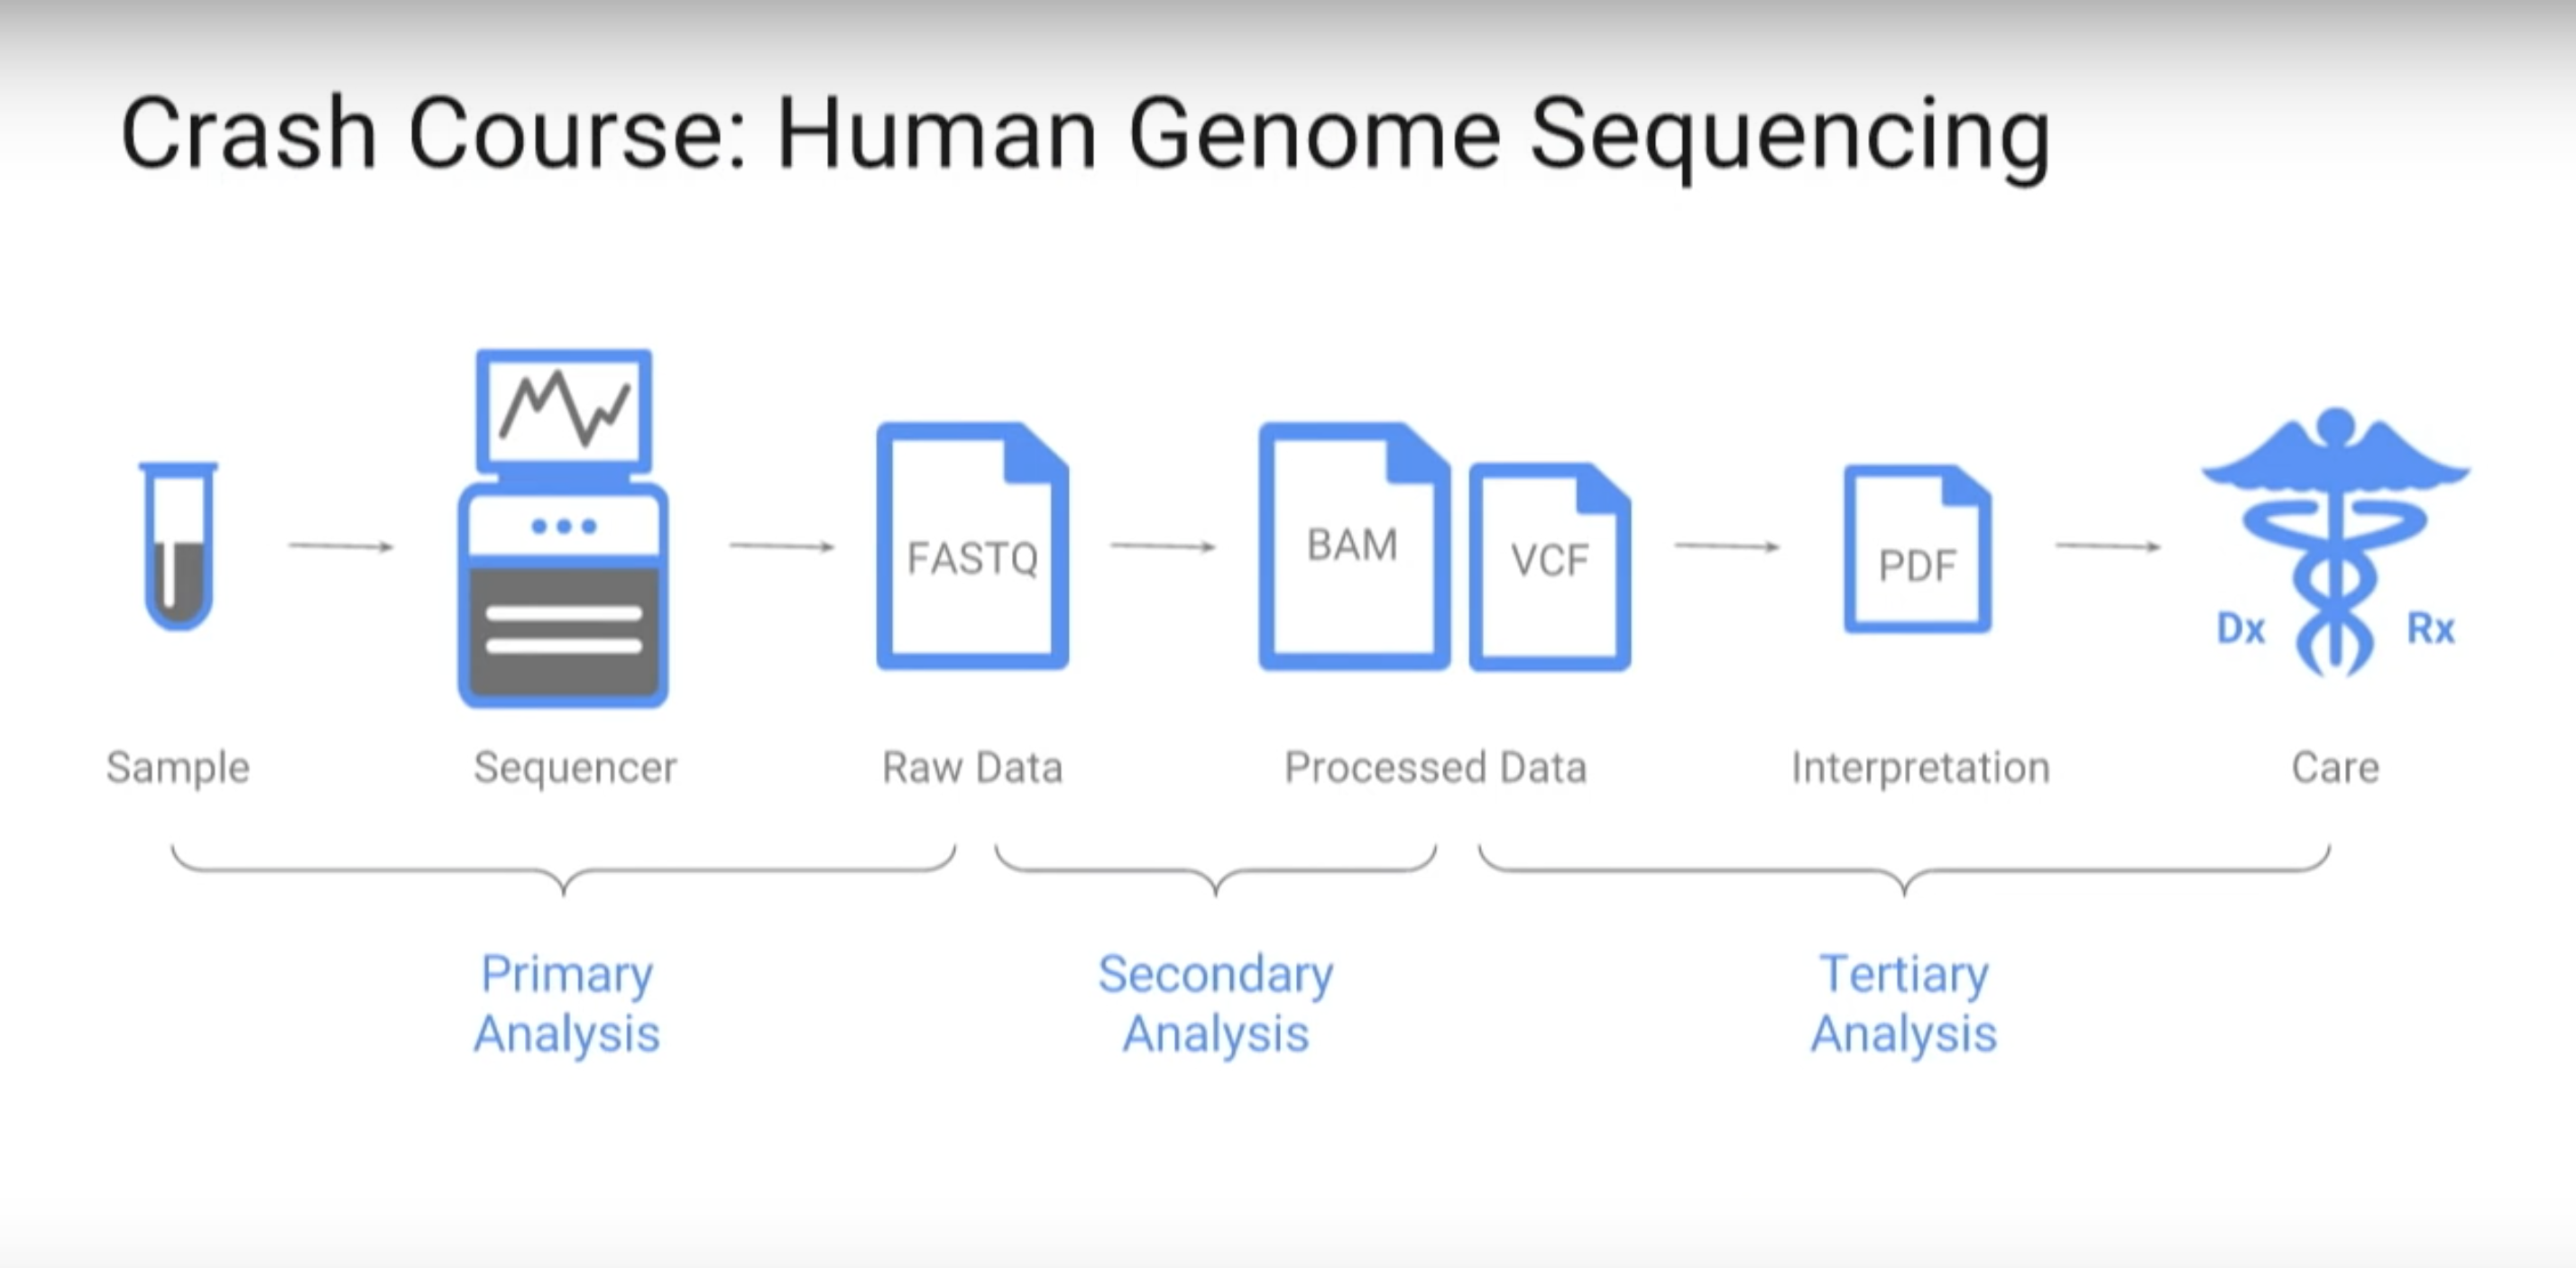 Crash Course: Human Genome Sequencing
FASTQ
BAM
VCF
PDF
Dx
Rx
Sample
Sequencer
Raw Data
Processed Data
Interpretation
Care
Primary
Analysis
Secondary
Analysis
Tertiary
Analysis